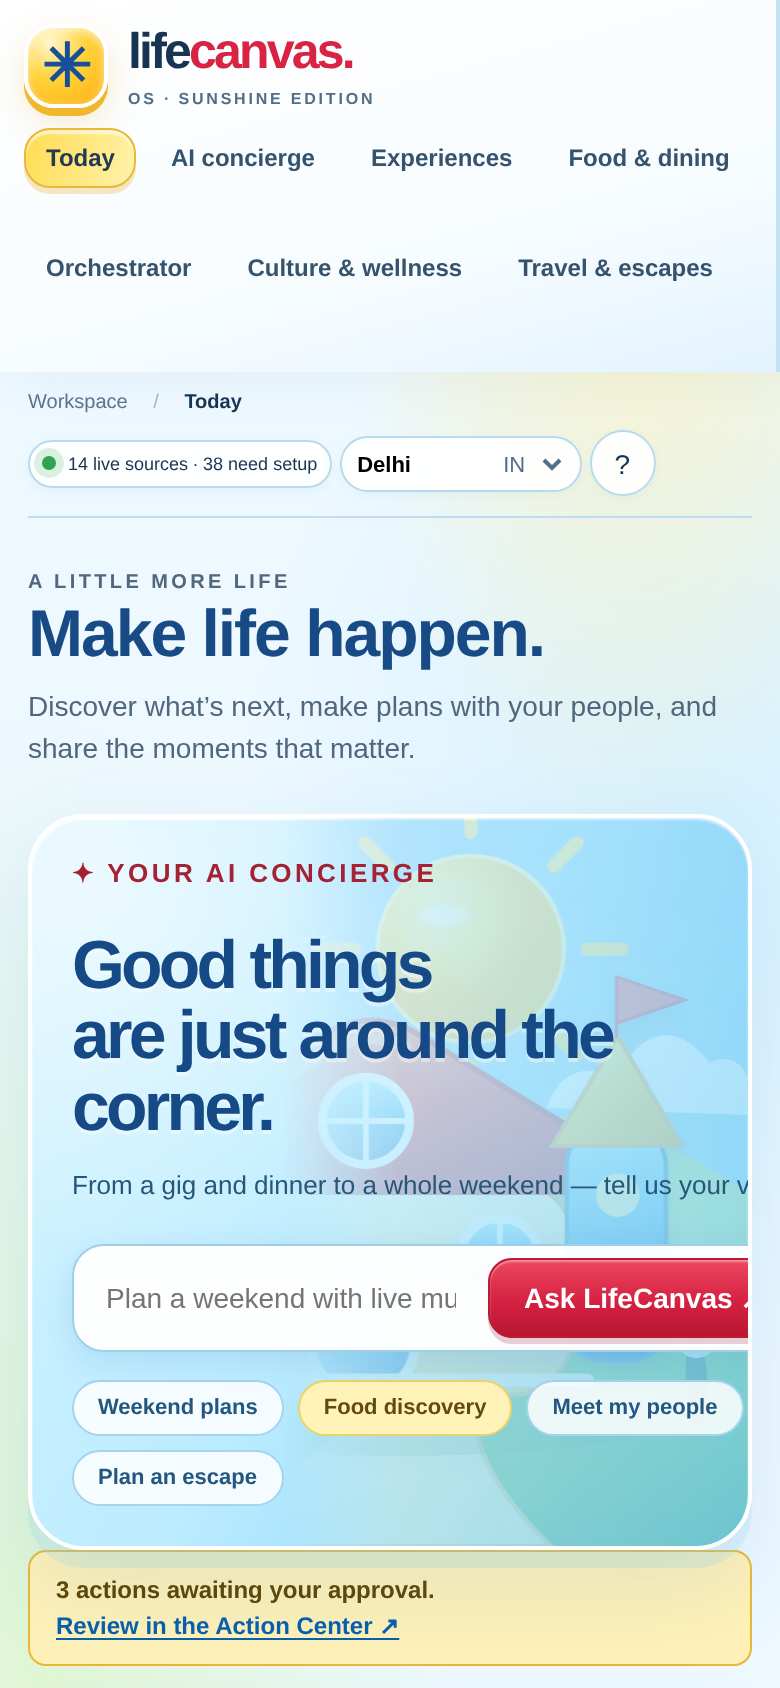 lifecanvas.
OS · SUNSHINE EDITION
Today AI concierge Experiences Food & dining
Orchestrator Culture & wellness Travel & escapes
Workspace / Today
14 live sources · 38 need setup Delhi IN ?
A LITTLE MORE LIFE
Make life happen.
Discover what’s next, make plans with your people, and
share the moments that matter.
✦ YOUR AI CONCIERGE
Good things
are just around the
corner.
From a gig and dinner to a whole weekend — tell us your
Plan a weekend with live mu Ask LifeCanvas
Weekend plans Food discovery Meet my people
Plan an escape
3 actions awaiting your approval.
Review in the Action Center ↗